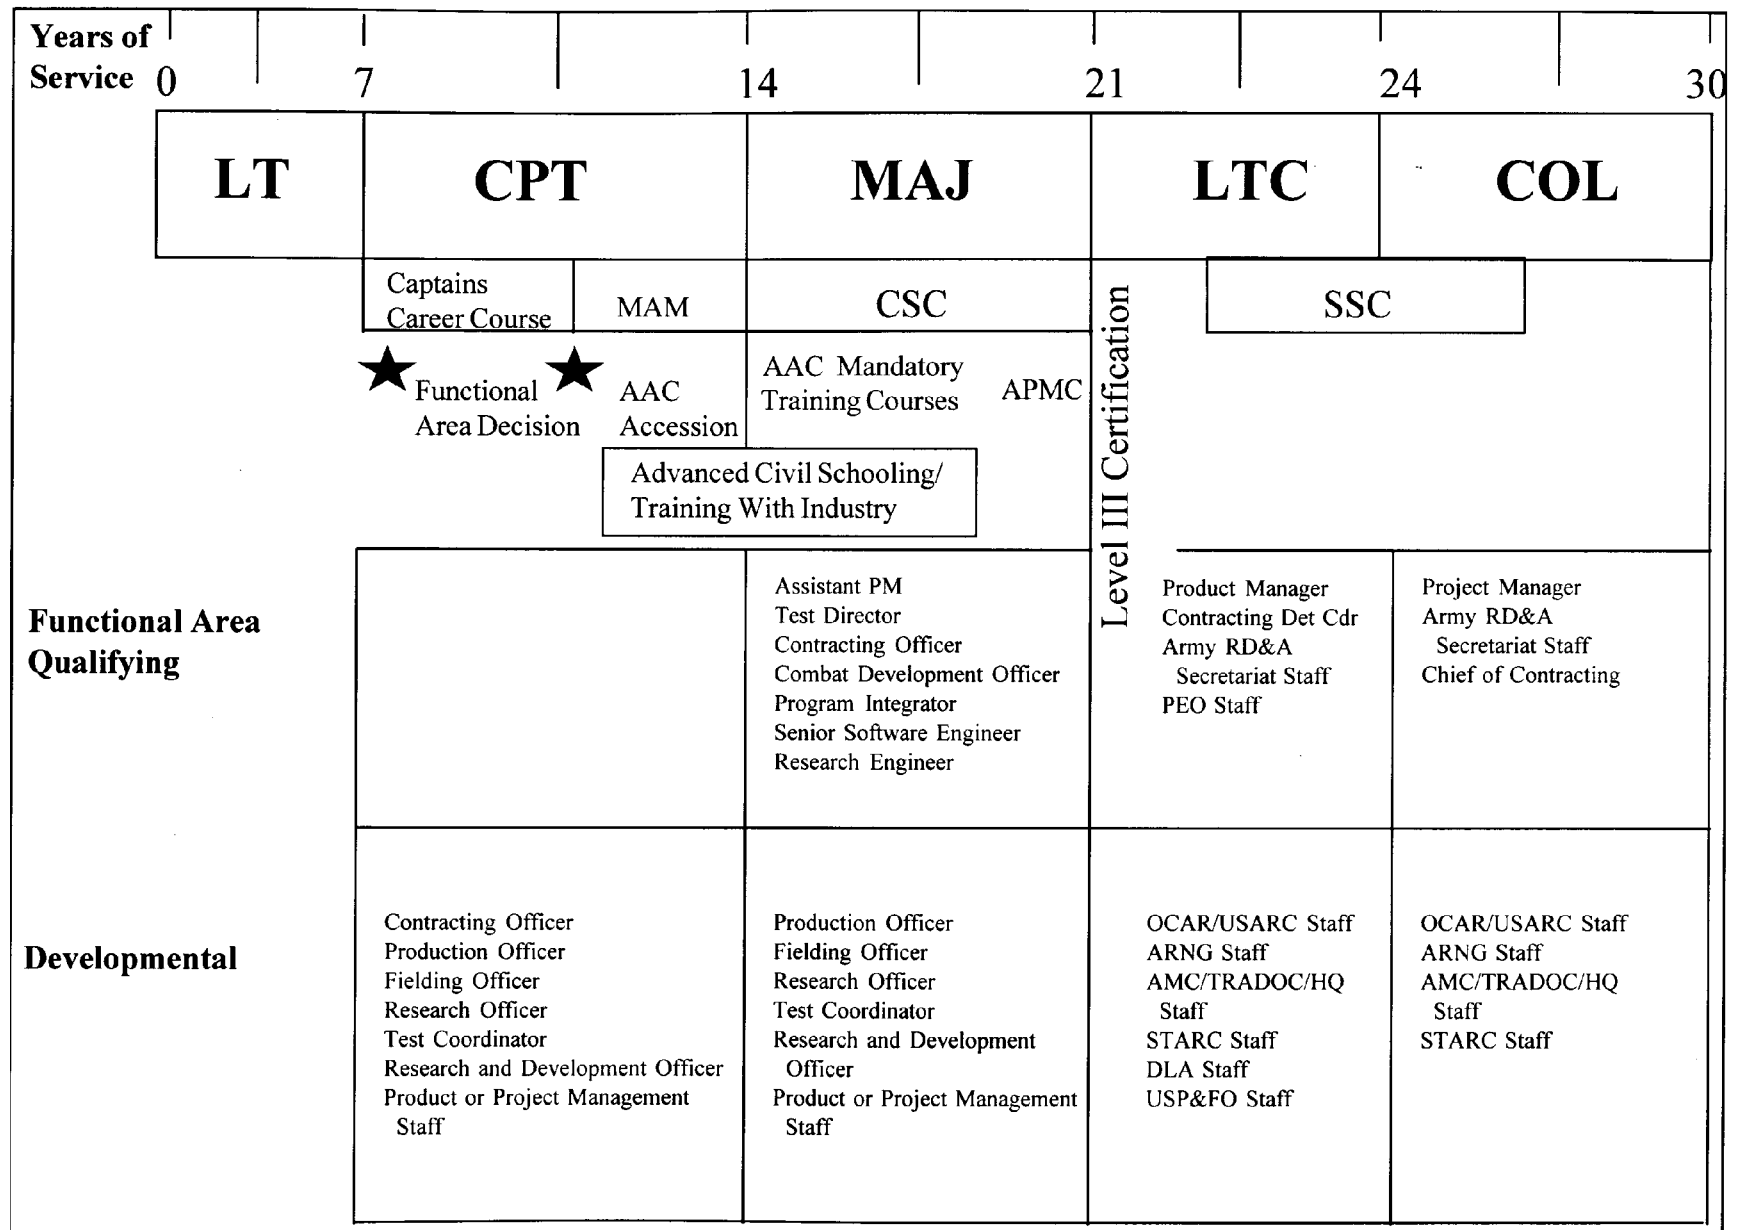 Years of
Service 0 7 14 21 24 30
LT CPT MAJ LTC COL
Captains
Career Course
MAM
CSC
SSC
Functional
Area Decision
AAC
Accession
AAC Mandatory
Training Courses
APMC
Level III Certification
Advanced Civil Schooling/
Training With Industry
Functional Area
Qualifying
Assistant PM
Test Director
Contracting Officer
Combat Development Officer
Program Integrator
Senior Software Engineer
Research Engineer
Product Manager
Contracting Det Cdr
Army RD&A
Secretariat Staff
PEO Staff
Project Manager
Army RD&A
Secretariat Staff
Chief of Contracting
Developmental
Contracting Officer
Production Officer
Fielding Officer
Research Officer
Test Coordinator
Research and Development Officer
Product or Project Management
Staff
Production Officer
Fielding Officer
Research Officer
Test Coordinator
Research and Development
Officer
Product or Project Management
Staff
OCAR/USARC Staff
ARNG Staff
AMC/TRADOC/HQ
Staff
STARC Staff
DLA Staff
USP&FO Staff
OCAR/USARC Staff
ARNG Staff
AMC/TRADOC/HQ
Staff
STARC Staff